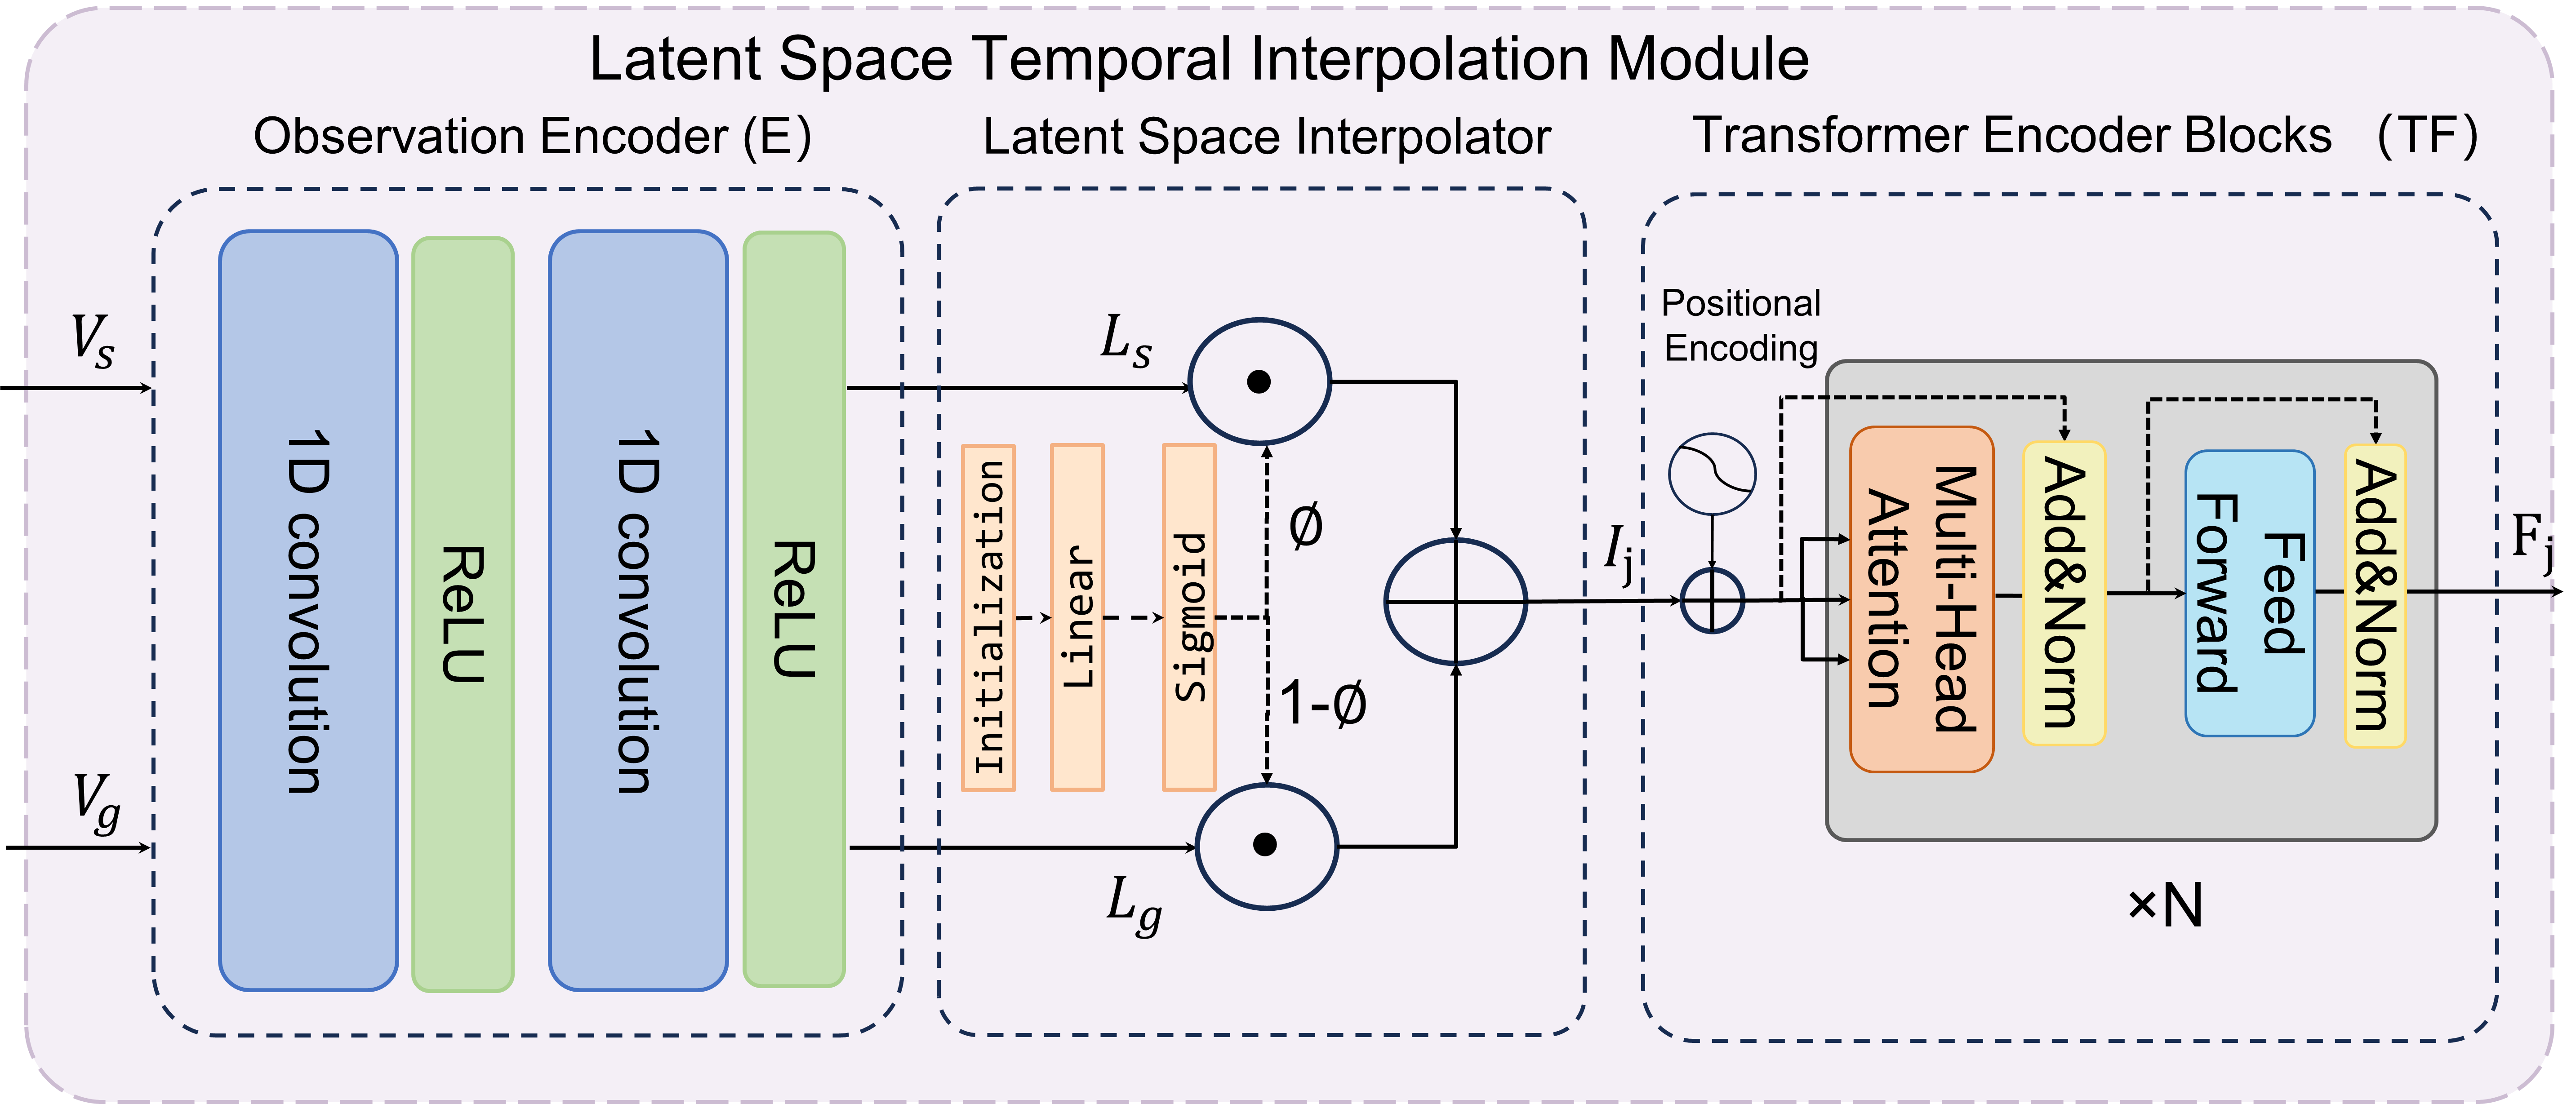 Latent Space Temporal Interpolation Module
Observation Encoder (E)
Latent Space Interpolator
Transformer Encoder Blocks (TF)
V_s
V_g
1D convolution
ReLU
1D convolution
ReLU
L_s
L_g
Initialization
Linear
Sigmoid
Ø
1-Ø
I_j
Positional
Encoding
Multi-Head
Attention
Add&Norm
Feed
Forward
Add&Norm
×N
F_j